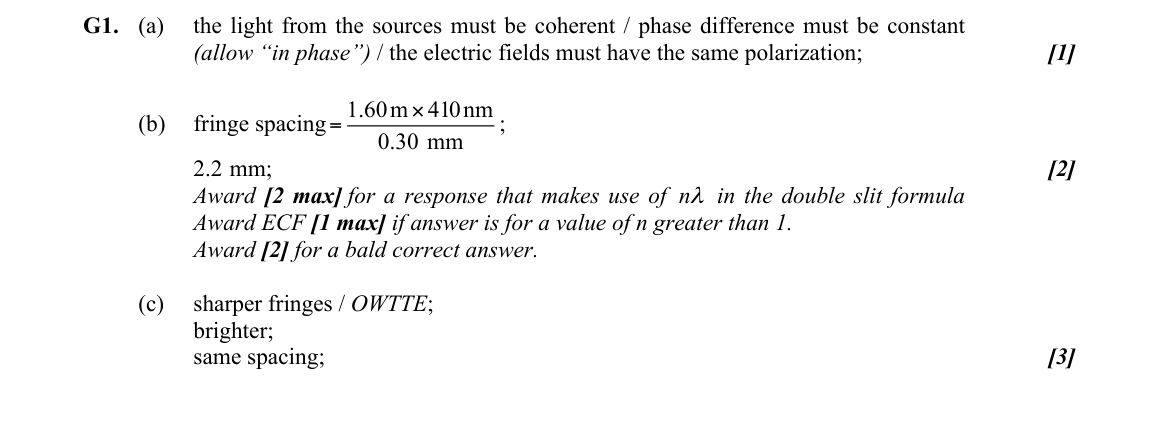 G1. (a) the light from the sources must be coherent / phase difference must be constant
(allow “in phase”) / the electric fields must have the same polarization; [1]
(b) fringe spacing = 1.60 m × 410 nm / 0.30 mm ;
2.2 mm; [2]
Award [2 max] for a response that makes use of nλ in the double slit formula
Award ECF [1 max] if answer is for a value of n greater than 1.
Award [2] for a bald correct answer.
(c) sharper fringes / OWTTE;
brighter;
same spacing; [3]